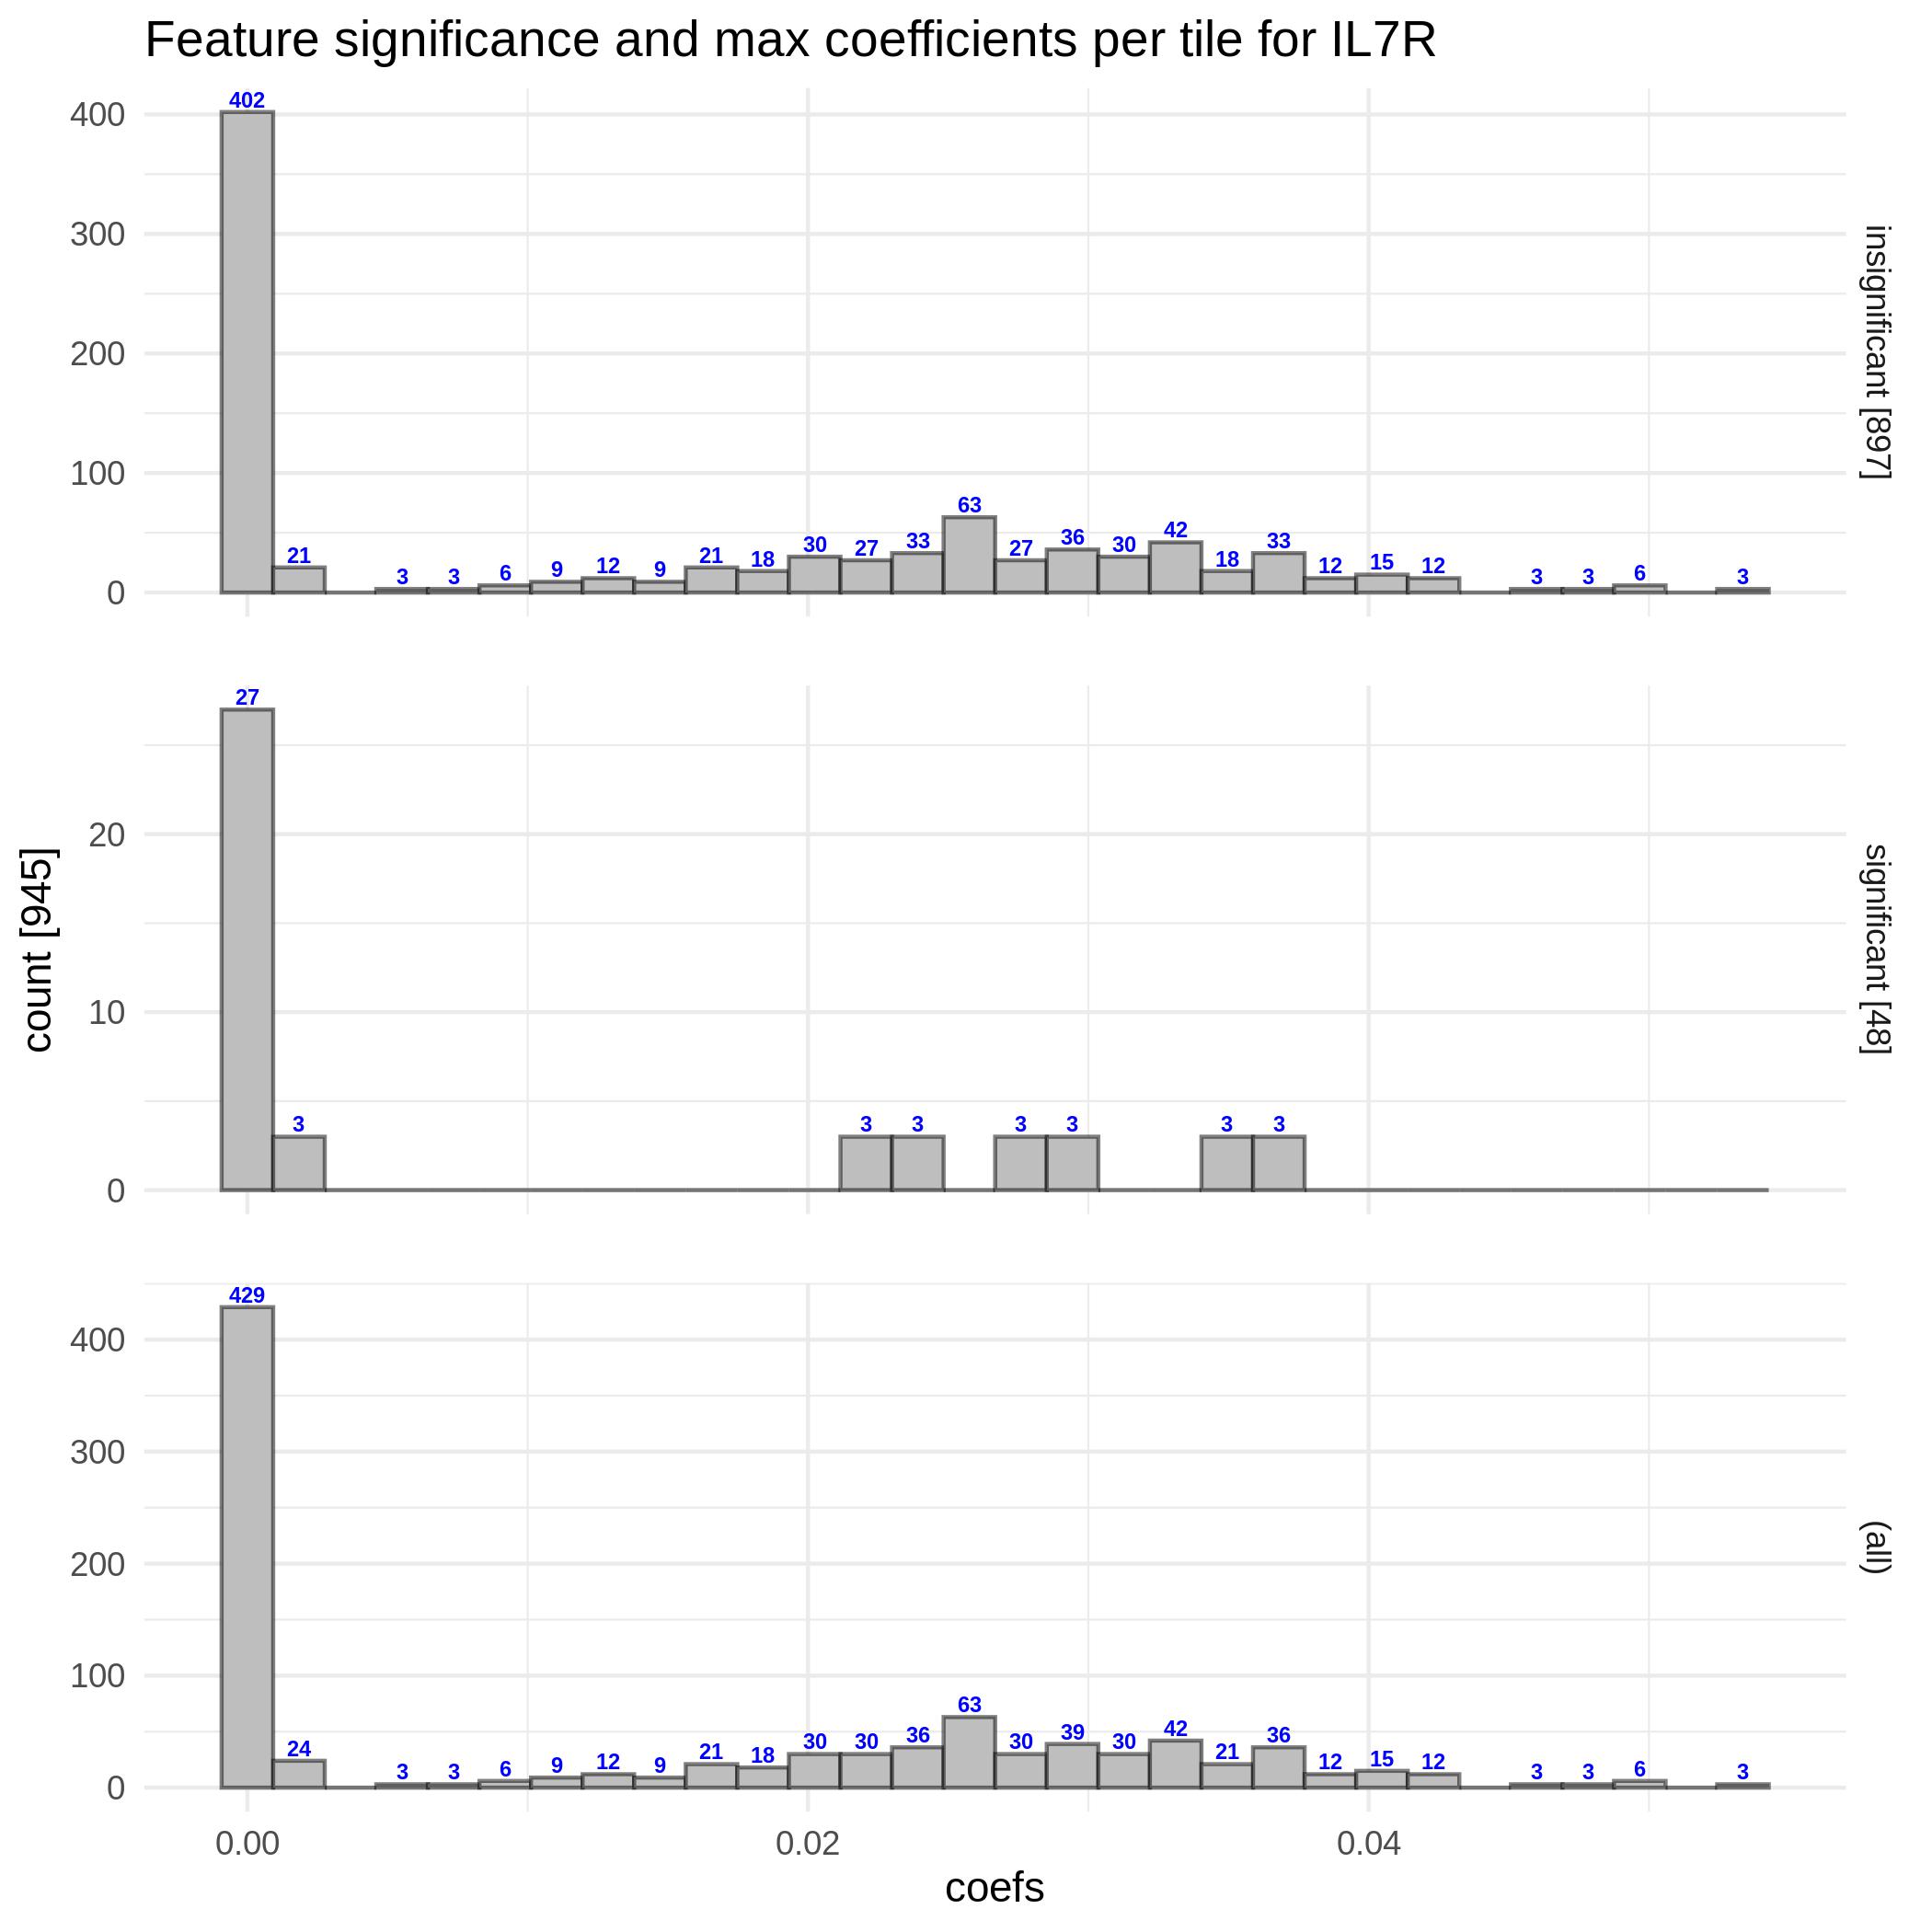 Feature significance and max coefficients per tile for IL7R
400
300
200
100
0
402 21 3 3 6 9 12 9 21 18 30 27 33 63 27 36 30 42 18 33 12 15 12 3 3 6 3
insignificant [897]
count [945]
20
10
0
27 3 3 3 3 3 3 3
significant [48]
400
300
200
100
0
429 24 3 3 6 9 12 9 21 18 30 30 36 63 30 39 30 42 21 36 12 15 12 3 3 6 3
(all)
0.00 0.02 0.04
coefs